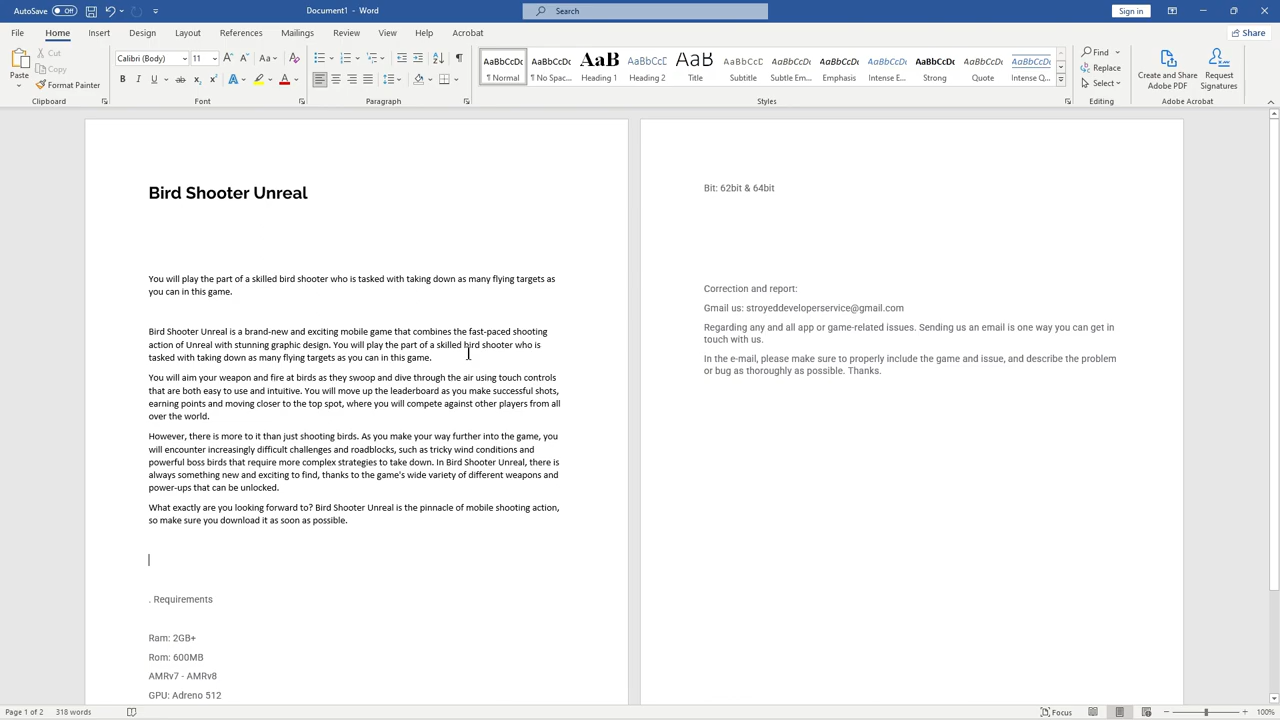 AutoSave Off Document1 - Word Search Sign in
File Home Insert Design Layout References Mailings Review View Help Acrobat Share
Paste Cut Copy Format Painter
Calibri (Body) 11
AaBbCcDc AaBbCcDc AaB AaBbCcC AaB AaBbCcC AaBbCcDc AaBbCcDc AaBbCcDc AaBbCcDc AaBbCcDc AaBbCcDc
¶ Normal ¶ No Spac... Heading 1 Heading 2 Title Subtitle Subtle Em... Emphasis Intense E... Strong Quote Intense Q...
Find Replace Select
Create and Share Adobe PDF Request Signatures
Clipboard Font Paragraph Styles Editing Adobe Acrobat
Bird Shooter Unreal
You will play the part of a skilled bird shooter who is tasked with taking down as many flying targets as
you can in this game.
Bird Shooter Unreal is a brand-new and exciting mobile game that combines the fast-paced shooting
action of Unreal with stunning graphic design. You will play the part of a skilled bird shooter who is
tasked with taking down as many flying targets as you can in this game.
You will aim your weapon and fire at birds as they swoop and dive through the air using touch controls
that are both easy to use and intuitive. You will move up the leaderboard as you make successful shots,
earning points and moving closer to the top spot, where you will compete against other players from all
over the world.
However, there is more to it than just shooting birds. As you make your way further into the game, you
will encounter increasingly difficult challenges and roadblocks, such as tricky wind conditions and
powerful boss birds that require more complex strategies to take down. In Bird Shooter Unreal, there is
always something new and exciting to find, thanks to the game's wide variety of different weapons and
power-ups that can be unlocked.
What exactly are you looking forward to? Bird Shooter Unreal is the pinnacle of mobile shooting action,
so make sure you download it as soon as possible.
. Requirements
Ram: 2GB+
Rom: 600MB
AMRv7 - AMRv8
GPU: Adreno 512
Bit: 62bit & 64bit
Correction and report:
Gmail us: stroyeddeveloperservice@gmail.com
Regarding any and all app or game-related issues. Sending us an email is one way you can get in
touch with us.
In the e-mail, please make sure to properly include the game and issue, and describe the problem
or bug as thoroughly as possible. Thanks.
Page 1 of 2 318 words Focus 100%